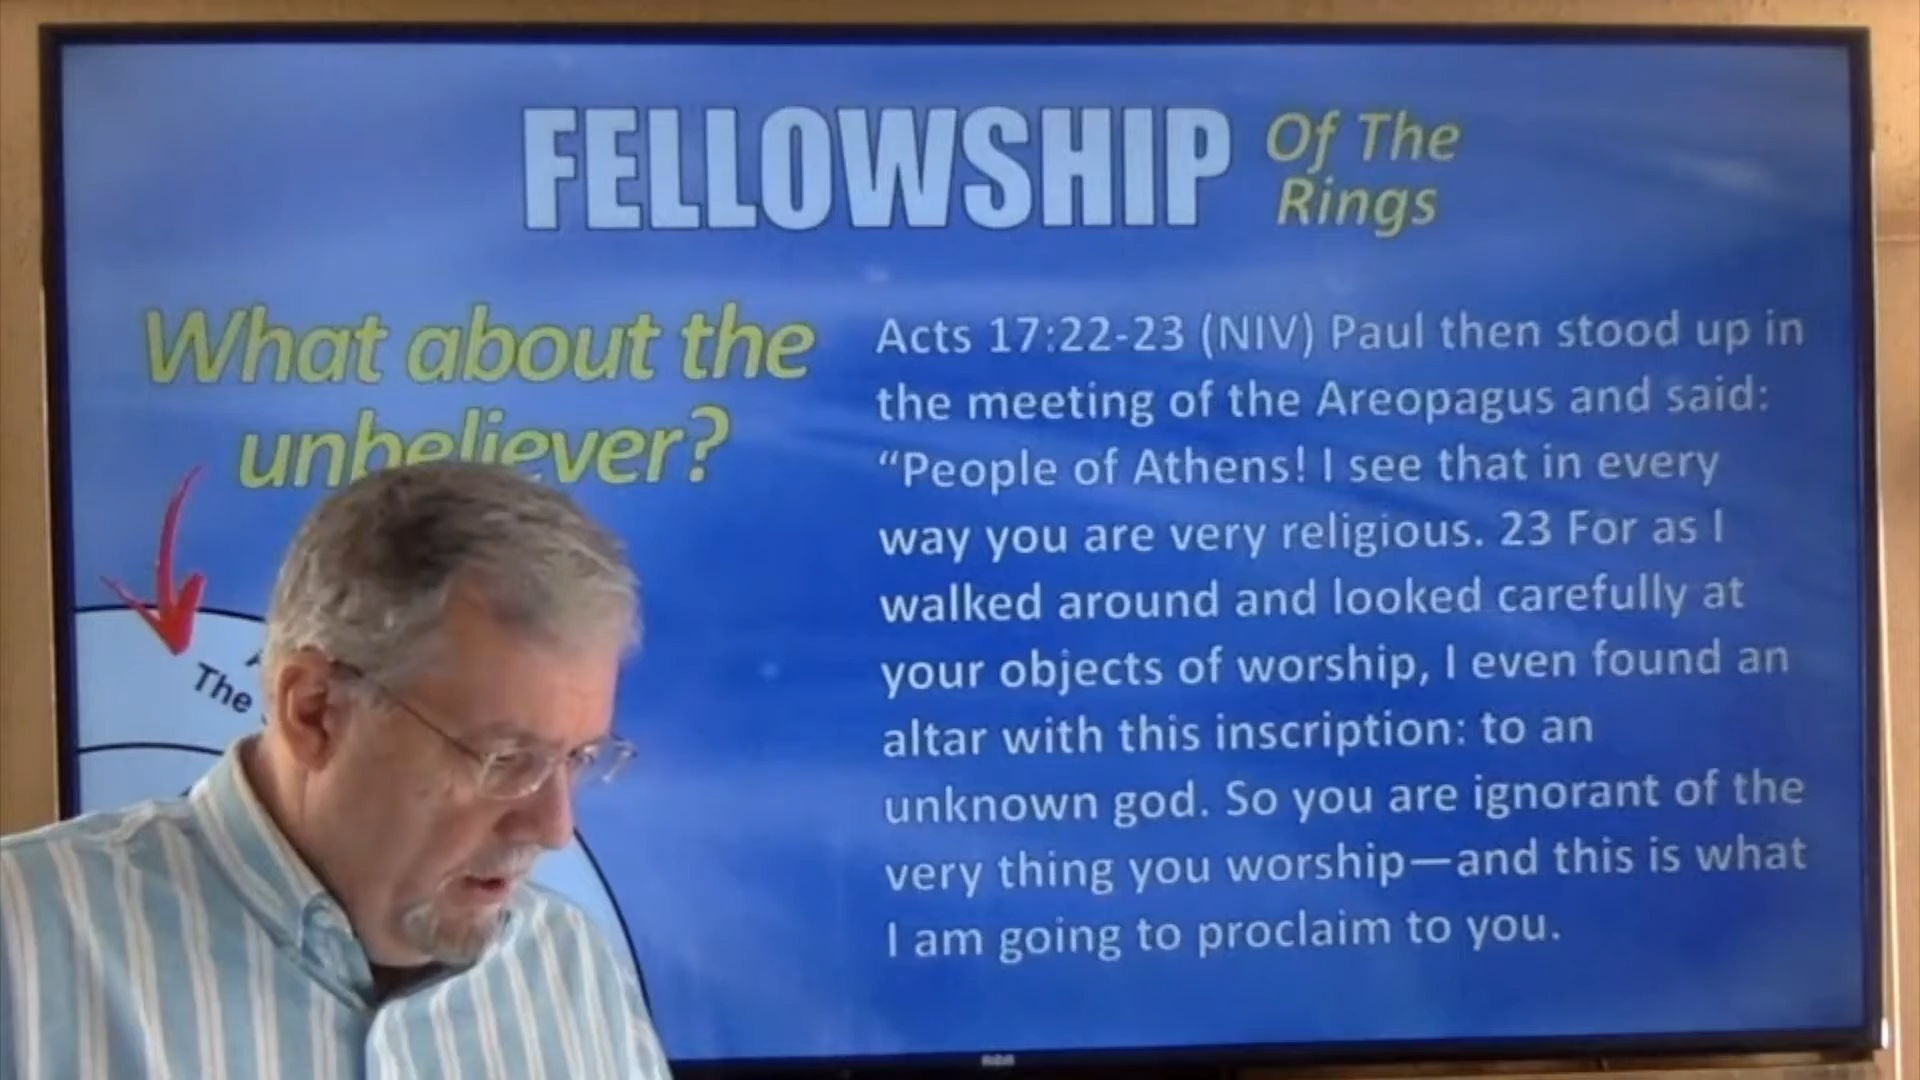 FELLOWSHIP Of The
Rings
What about the
unbeliever?
Acts 17:22-23 (NIV) Paul then stood up in
the meeting of the Areopagus and said:
“People of Athens! I see that in every
way you are very religious. 23 For as I
walked around and looked carefully at
your objects of worship, I even found an
altar with this inscription: to an
unknown god. So you are ignorant of the
very thing you worship—and this is what
I am going to proclaim to you.
The
RCA